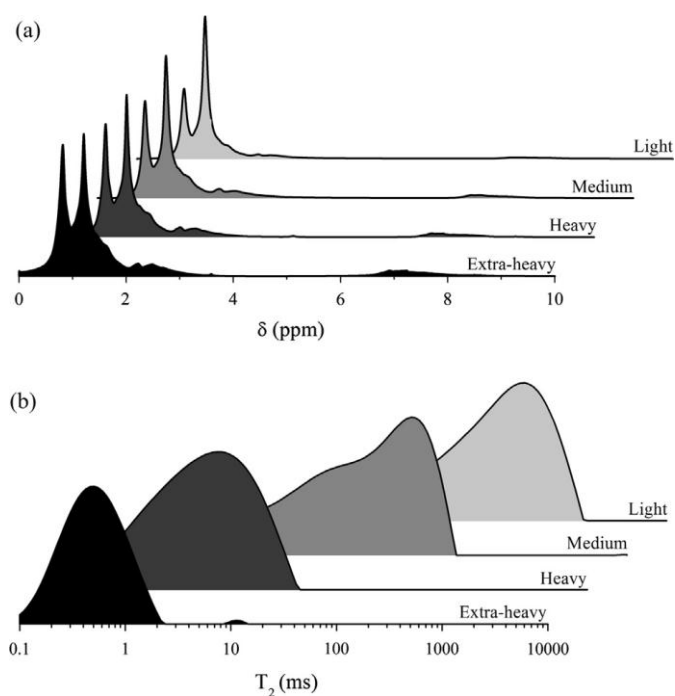 (a)
Light
Medium
Heavy
Extra-heavy
0 2 4 6 8 10
δ (ppm)
(b)
Light
Medium
Heavy
Extra-heavy
0.1 1 10 100 1000 10000
T₂ (ms)